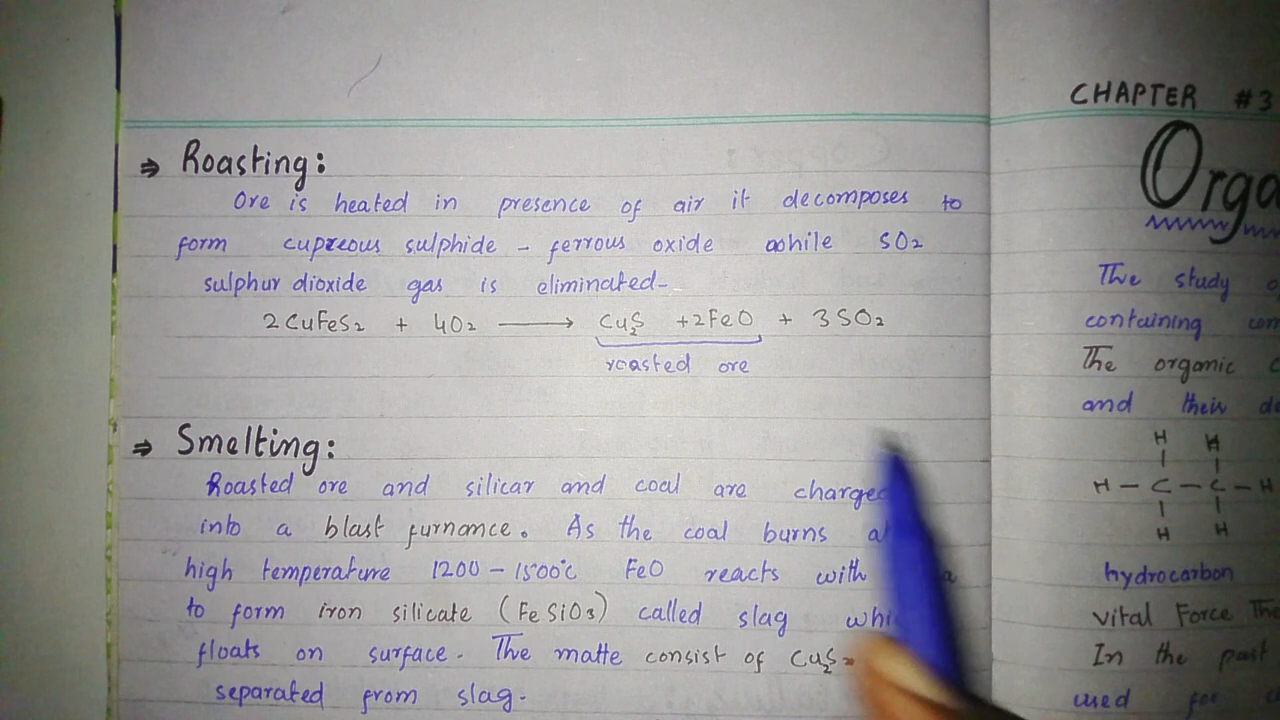 ⇒ Roasting:
Ore is heated in presence of air it decomposes to
form cupreous sulphide - ferrous oxide while SO2
sulphur dioxide gas is eliminated-
2CuFeS2 + 4O2 ⟶ Cu2S + 2FeO + 3SO2
roasted ore
⇒ Smelting:
Roasted ore and silicar and coal are charged
into a blast furnance. As the coal burns
high temperature 1200-1500°C FeO reacts with
to form iron silicate (FeSiO3) called slag
floats on surface. The matte consist of Cu2S
separated from slag.
CHAPTER #3
The study
containing
The organic
and their
H H
H-C-C-H
H H
hydrocarbon
vital Force
In the past
used for